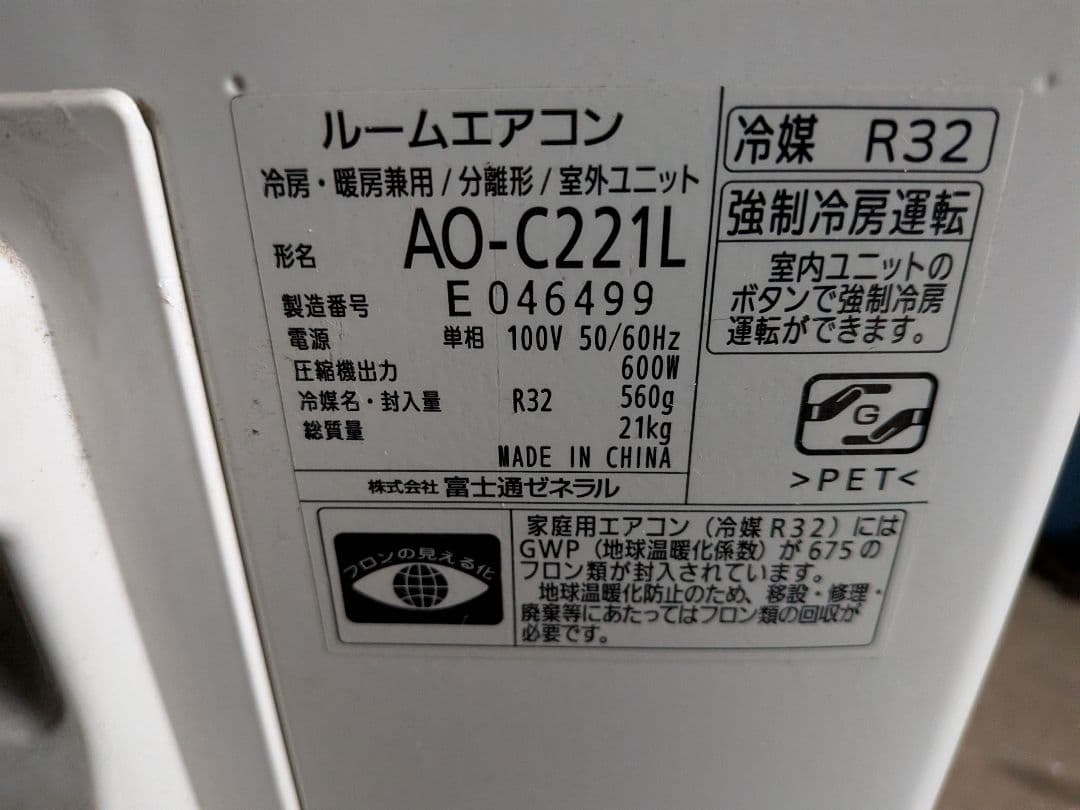 ルームエアコン
冷房・暖房兼用/分離形/室外ユニット
形名 AO-C221L
製造番号 E 046499
電源 単相 100V 50/60Hz
圧縮機出力 600W
冷媒名・封入量 R32 560g
総質量 21kg
MADE IN CHINA
株式会社 富士通ゼネラル
冷媒 R32
強制冷房運転
室内ユニットの
ボタンで強制冷房
運転ができます。
G
>PET<
フロンの見える化
家庭用エアコン(冷媒R32)には
GWP(地球温暖化係数)が675の
フロン類が封入されています。
地球温暖化防止のため、移設・修理・
廃棄等にあたってはフロン類の回収が
必要です。